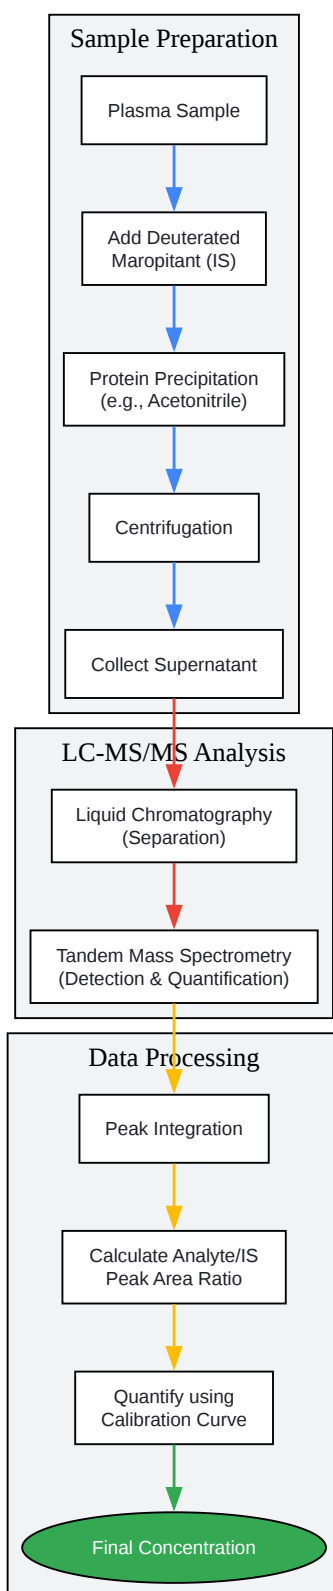 Sample Preparation
Plasma Sample
Add Deuterated
Maropitant (IS)
Protein Precipitation
(e.g., Acetonitrile)
Centrifugation
Collect Supernatant
LC-MS/MS Analysis
Liquid Chromatography
(Separation)
Tandem Mass Spectrometry
(Detection & Quantification)
Data Processing
Peak Integration
Calculate Analyte/IS
Peak Area Ratio
Quantify using
Calibration Curve
Final Concentration